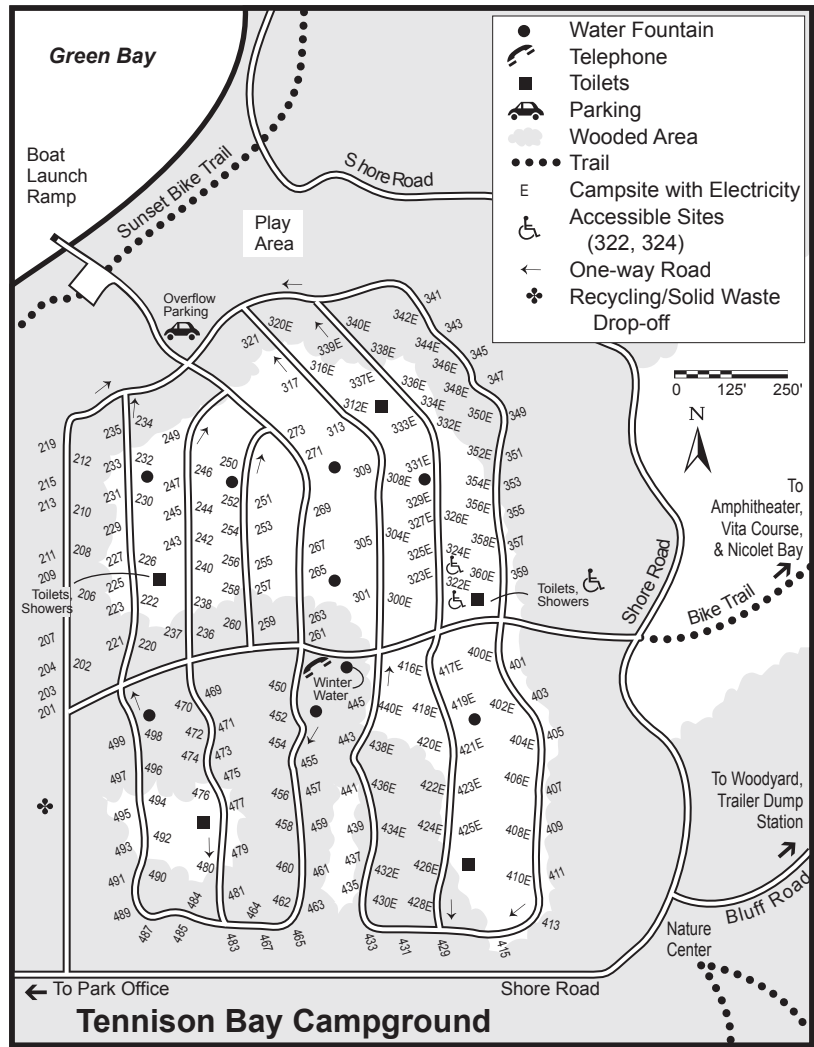 Green Bay
Boat
Launch
Ramp
Sunset Bike Trail
Shore Road
Play
Area
Overflow
Parking
Water Fountain
Telephone
Toilets
Parking
Wooded Area
Trail
E Campsite with Electricity
Accessible Sites
(322, 324)
One-way Road
Recycling/Solid Waste
Drop-off
0 125' 250'
N
To
Amphitheater,
Vita Course,
& Nicolet Bay
Shore Road
Bike Trail
To Woodyard,
Trailer Dump
Station
Bluff Road
Nature
Center
Toilets,
Showers
Toilets,
Showers
Winter
Water
219
215
213
211
209
207
204
203
201
212
210
208
206
202
235
233
231
229
227
225
223
221
234
232
230
226
222
220
249
247
245
243
237
246
244
242
240
238
236
250
252
254
256
258
260
251
253
255
257
259
273
271
269
267
265
263
261
321
317
313
309
305
301
320E
316E
312E
308E
304E
300E
339E
337E
333E
331E
329E
327E
325E
323E
340E
338E
336E
334E
332E
326E
324E
322E
342E
344E
346E
348E
350E
352E
354E
356E
358E
360E
341
343
345
347
349
351
353
355
357
359
400E
402E
404E
406E
408E
410E
401
403
405
407
409
411
413
415
416E
418E
420E
422E
424E
426E
428E
417E
419E
421E
423E
425E
429
431
433
440E
438E
436E
434E
432E
430E
445
443
441
439
437
435
450
452
454
456
458
460
462
464
455
457
459
461
463
465
467
469
471
473
475
477
479
481
483
470
472
474
476
480
484
485
487
489
491
493
495
497
499
498
496
494
492
490
To Park Office
Shore Road
Tennison Bay Campground